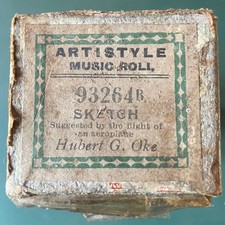 ARTISTYLE
MUSIC ROLL,
93264B
SKETCH
Suggested by the flight of
an aeroplane
Hubert G. Oke